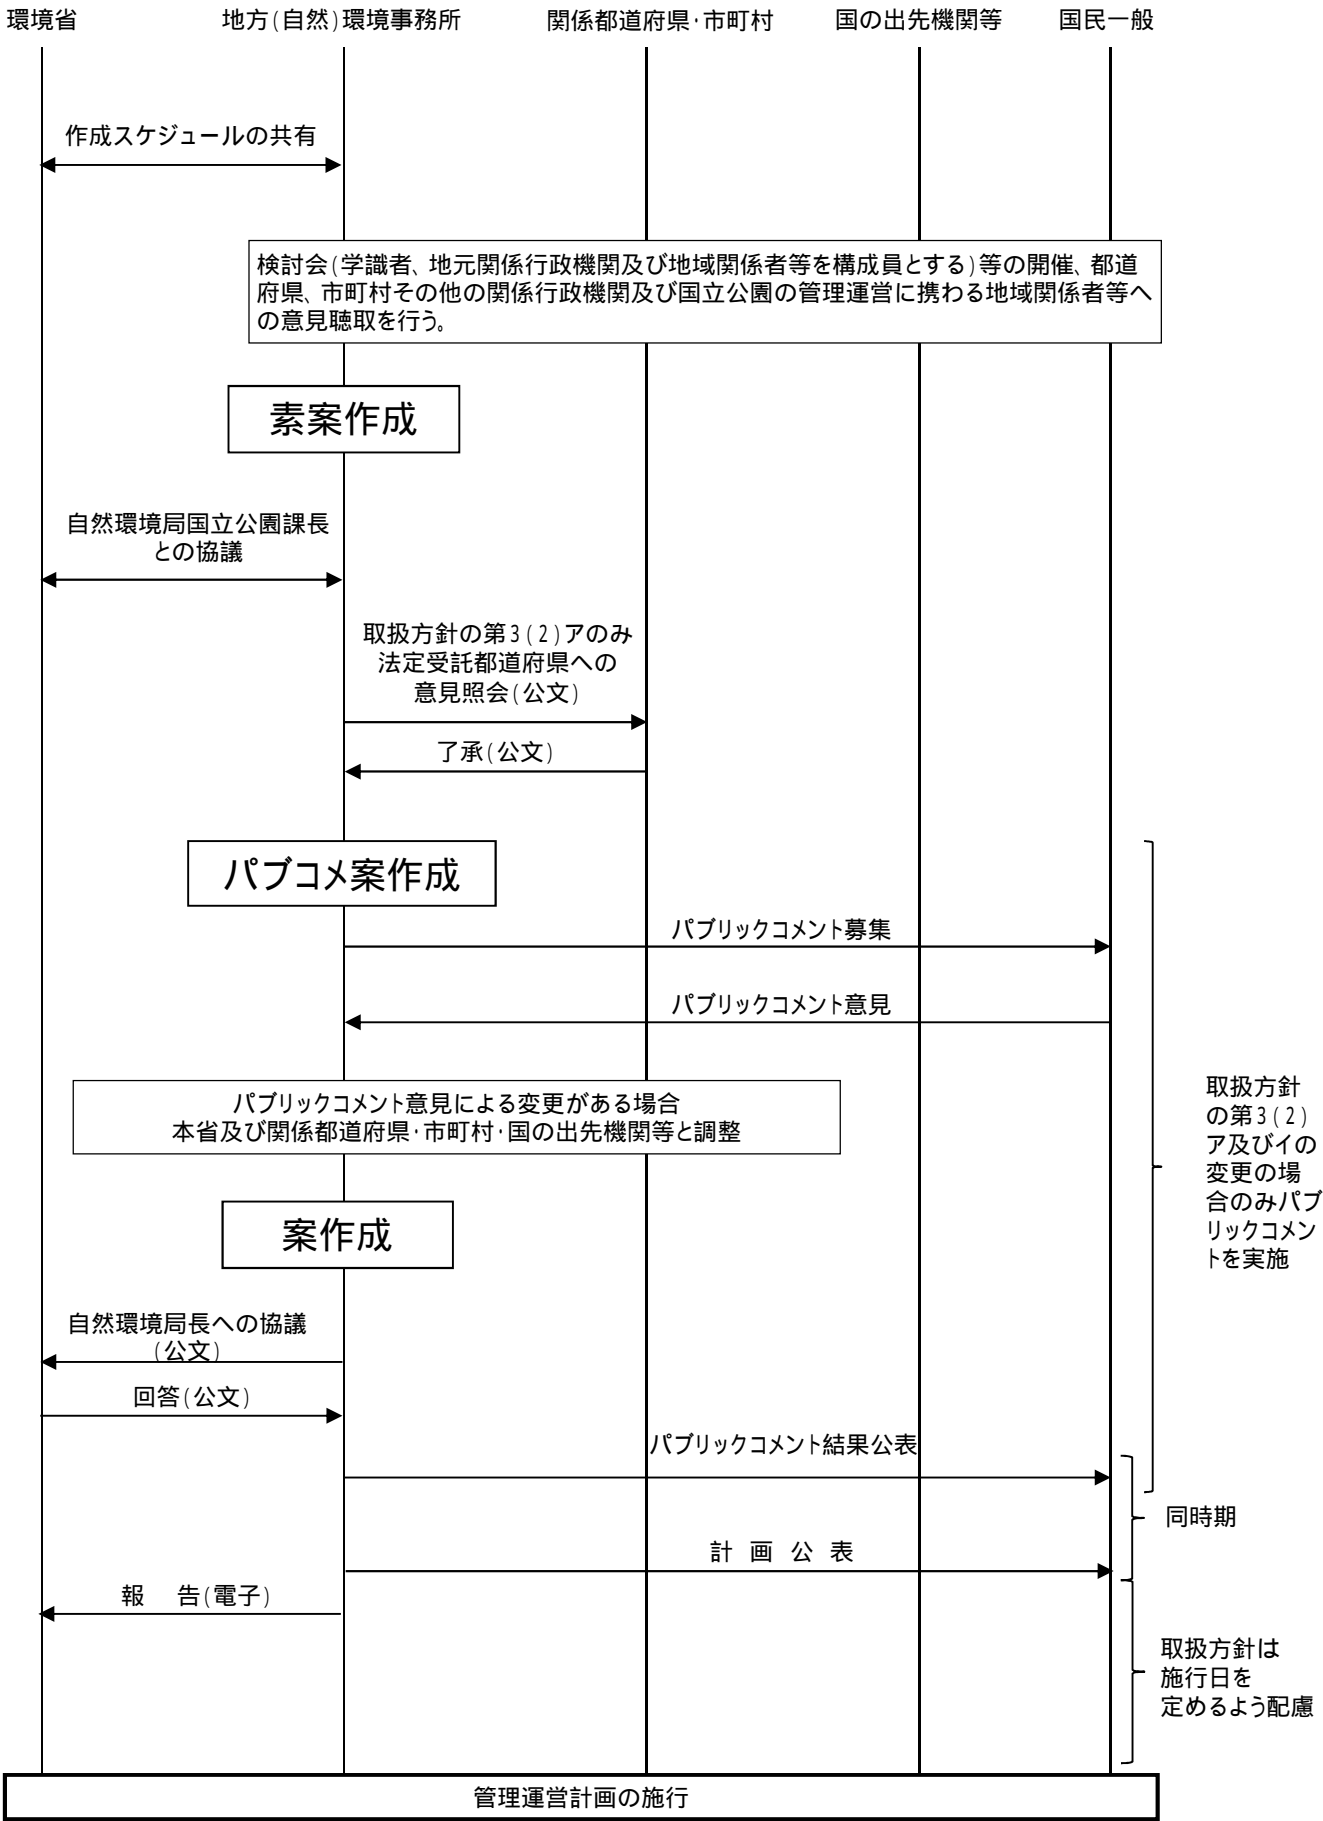 環境省
地方(自然)環境事務所
関係都道府県・市町村
国の出先機関等
国民一般
作成スケジュールの共有
検討会(学識者、地元関係行政機関及び地域関係者等を構成員とする)等の開催、都道
府県、市町村その他の関係行政機関及び国立公園の管理運営に携わる地域関係者等へ
の意見聴取を行う。
素案作成
自然環境局国立公園課長
との協議
取扱方針の第3(2)アのみ
法定受託都道府県への
意見照会(公文)
了承(公文)
パブコメ案作成
パブリックコメント募集
パブリックコメント意見
パブリックコメント意見による変更がある場合
本省及び関係都道府県・市町村・国の出先機関等と調整
取扱方針
の第3(2)
ア及びイの
変更の場
合のみパブ
リックコメン
トを実施
案作成
自然環境局長への協議
(公文)
回答(公文)
パブリックコメント結果公表
同時期
計 画 公 表
報 告(電子)
取扱方針は
施行日を
定めるよう配慮
管理運営計画の施行